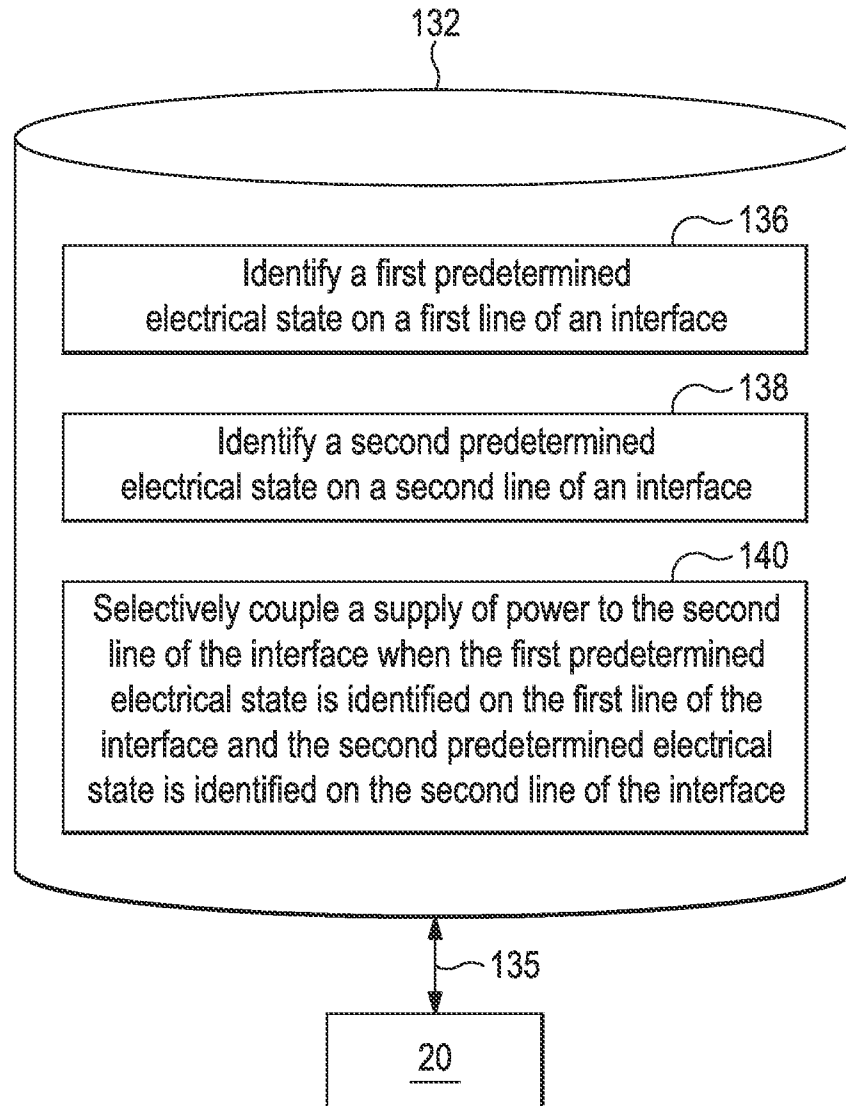 132
136
Identify a first predetermined
electrical state on a first line of an interface
138
Identify a second predetermined
electrical state on a second line of an interface
140
Selectively couple a supply of power to the second
line of the interface when the first predetermined
electrical state is identified on the first line of the
interface and the second predetermined electrical
state is identified on the second line of the interface
135
20